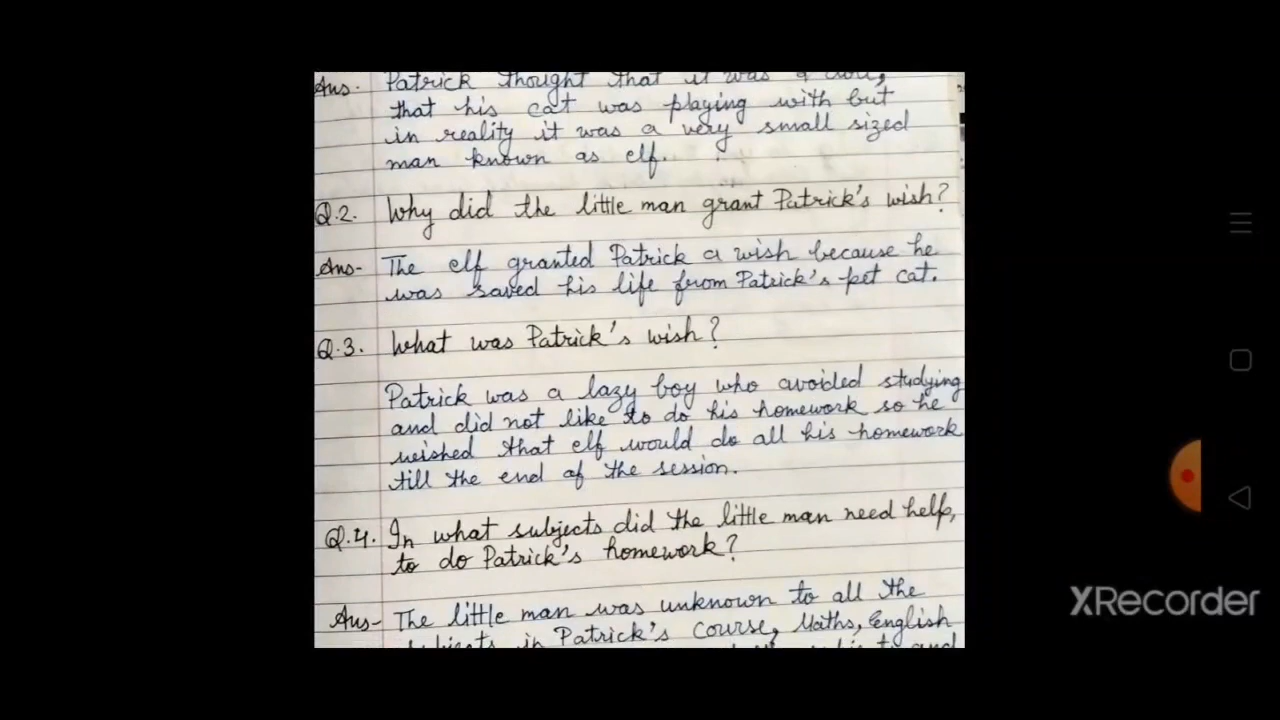 Ans. Patrick thought that it was a
that his cat was playing with but
in reality it was a very small sized
man known as elf.
Q.2. Why did the little man grant Patrick's wish?
Ans- The elf granted Patrick a wish because he
was saved his life from Patrick's pet cat.
Q.3. What was Patrick's wish?
Patrick was a lazy boy who avoided studying
and did not like to do his homework so he
wished that elf would do all his homework
till the end of the session.
Q.4. In what subjects did the little man need help,
to do Patrick's homework?
Ans- The little man was unknown to all the
subjects in Patrick's course, Maths, English
and
XRecorder